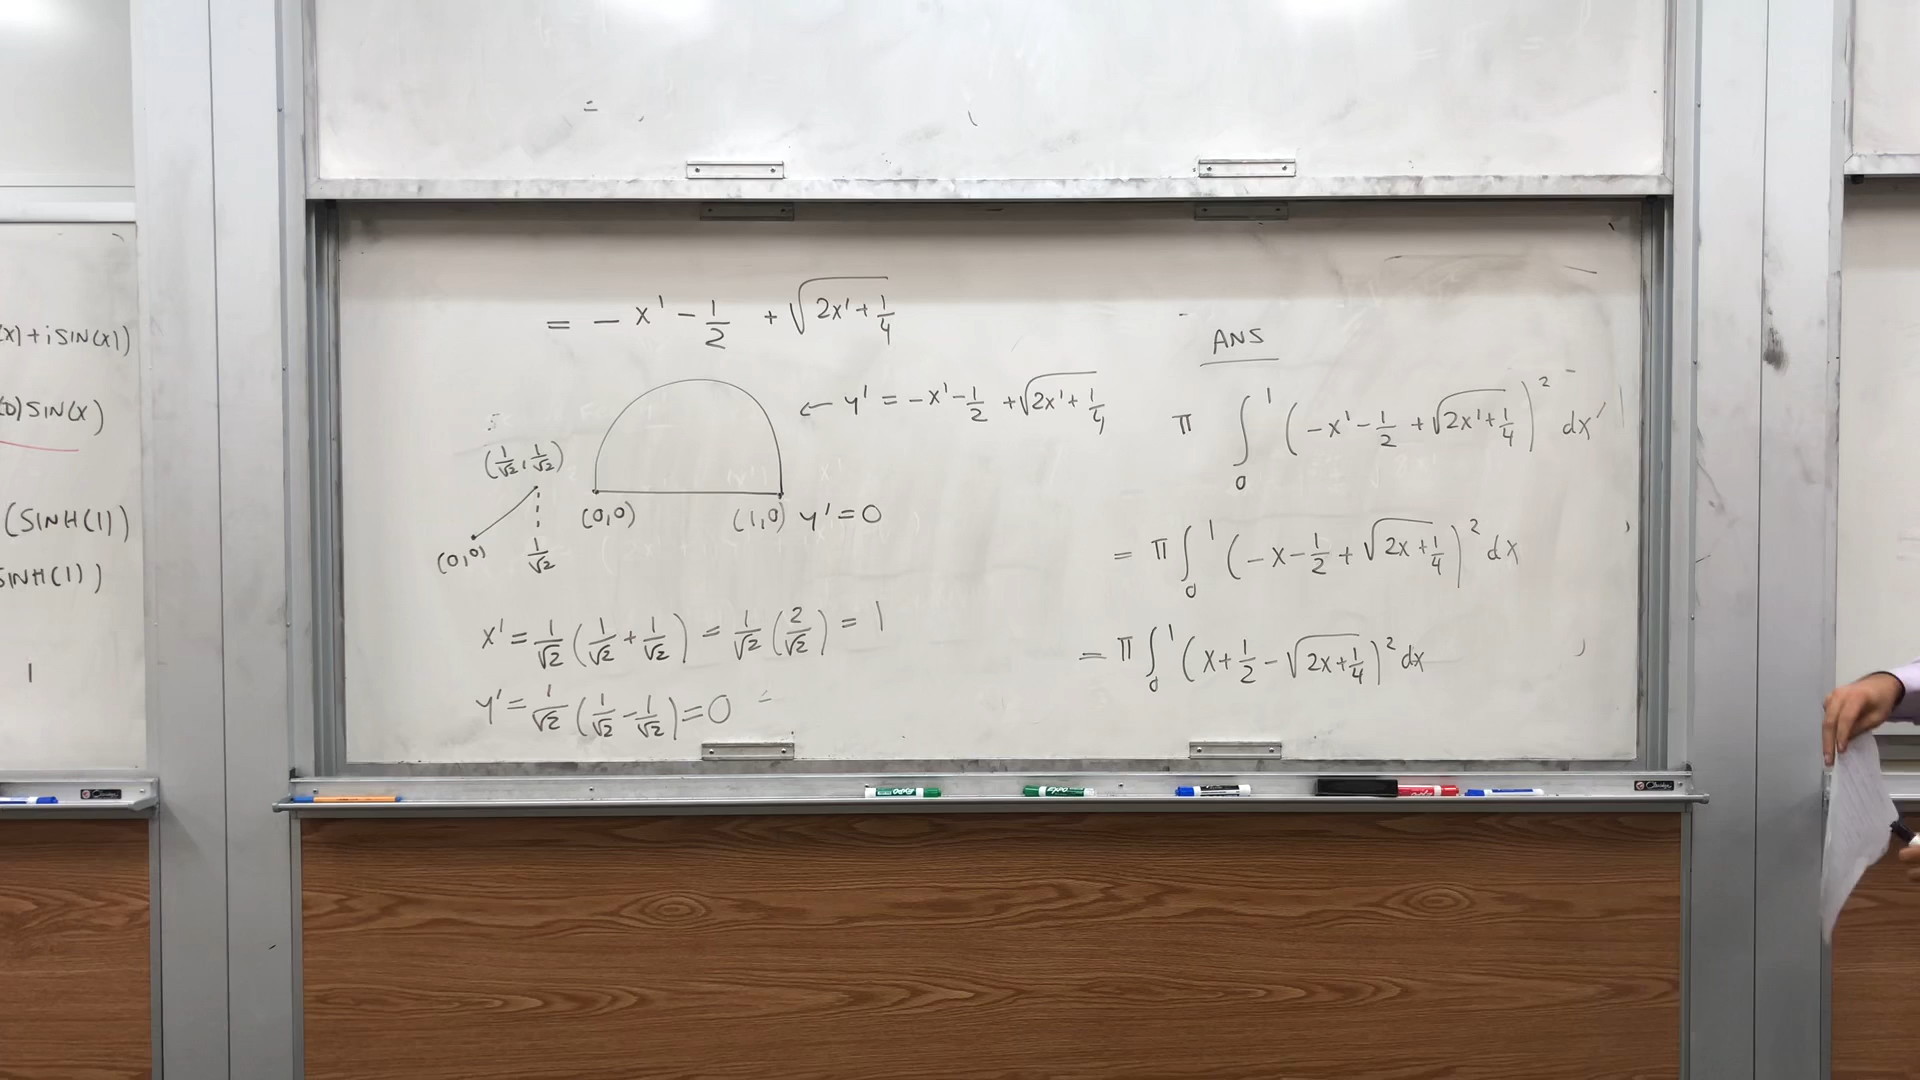 (x)+iSIN(x))
(0)SIN(x)
(SINH(1))
SINH(1))
1
=
= -x' - 1/2 + √(2x' + 1/4)
← y' = -x' - 1/2 + √(2x' + 1/4)
(1/√2, 1/√2)
(0,0)
1/√2
(0,0)
(1,0) y' = 0
x' = 1/√2 (1/√2 + 1/√2) = 1/√2 (2/√2) = 1
y' = 1/√2 (1/√2 - 1/√2) = 0 =
ANS
π ∫₀¹ (-x' - 1/2 + √(2x' + 1/4))² dx'
= π ∫₀¹ (-x - 1/2 + √(2x + 1/4))² dx
= π ∫₀¹ (x + 1/2 - √(2x + 1/4))² dx